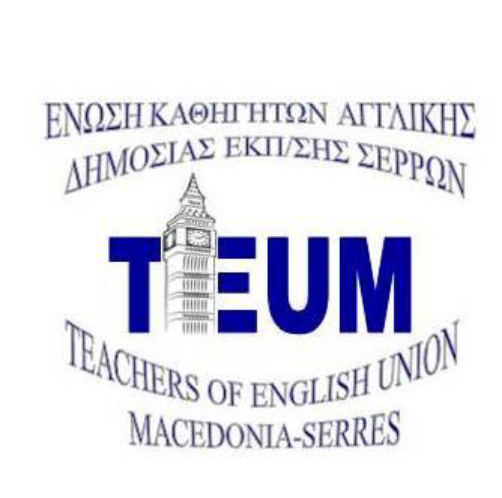 ΕΝΩΣΗ ΚΑΘΗΓΗΤΩΝ ΑΓΓΛΙΚΗΣ
ΔΗΜΟΣΙΑΣ ΕΚΠ/ΣΗΣ ΣΕΡΡΩΝ
TEUM
TEACHERS OF ENGLISH UNION
MACEDONIA-SERRES